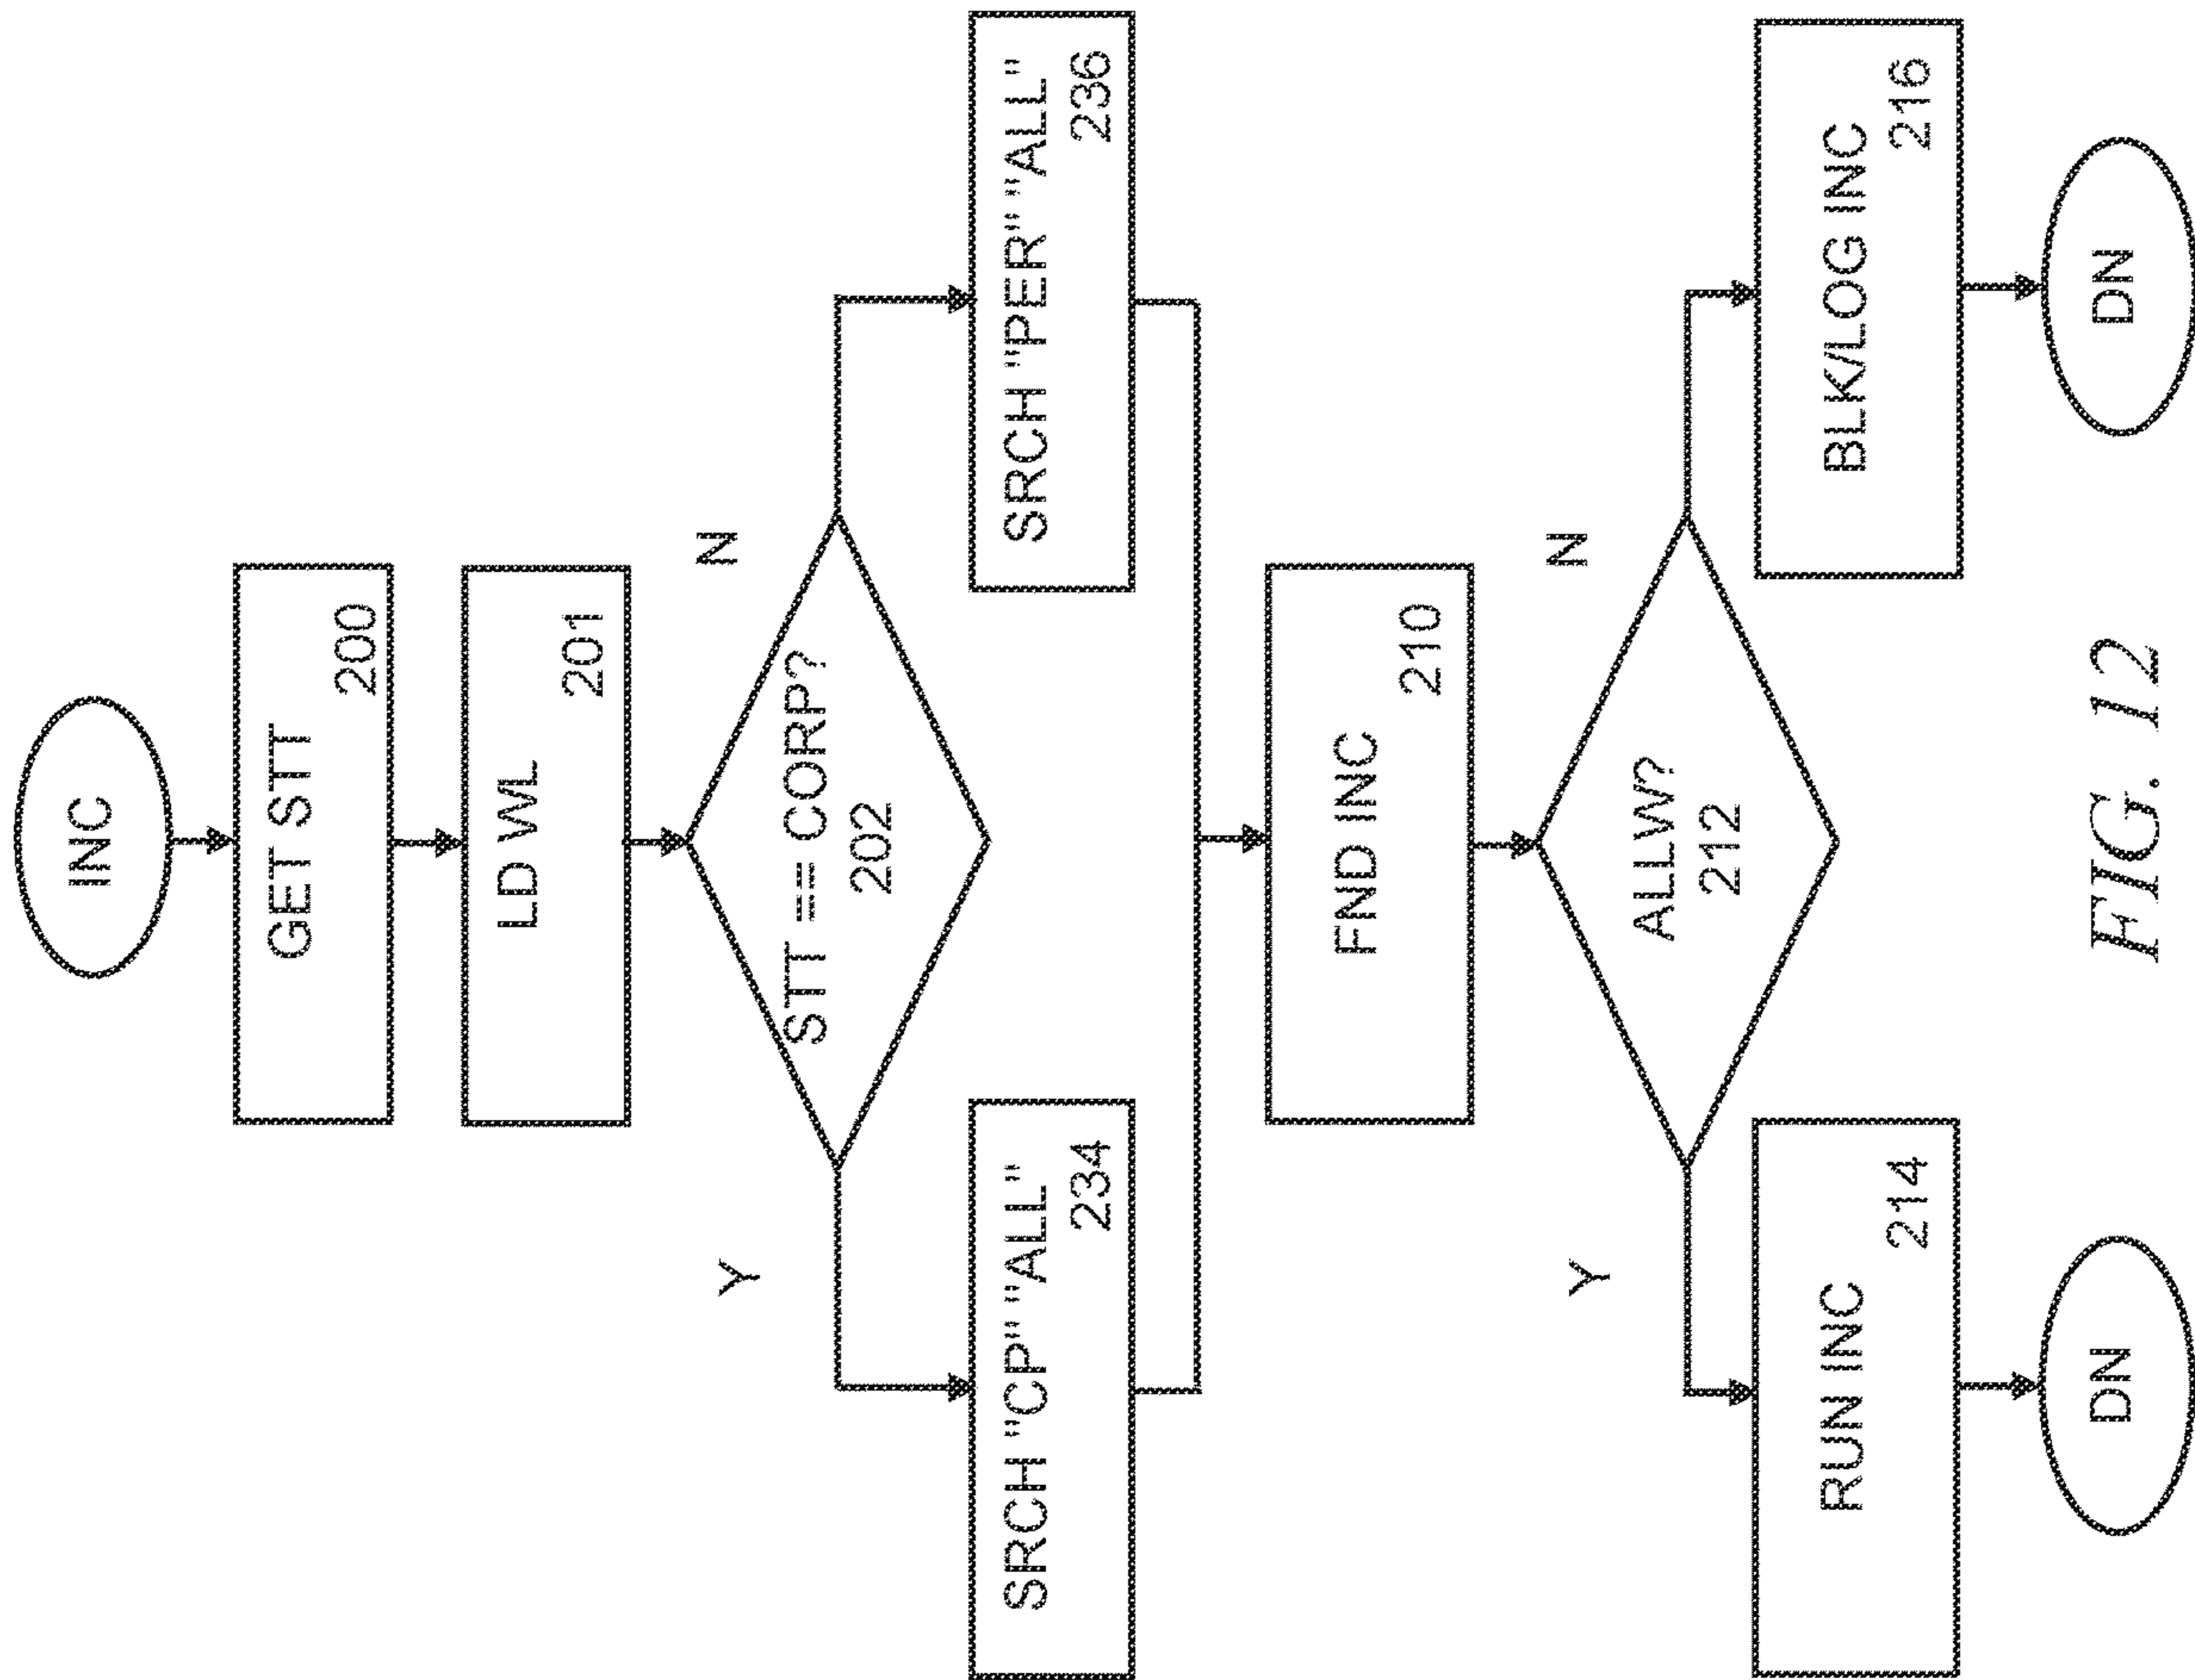 INC
GET STT
200
LD WL
201
STT == CORP?
202
Y
N
SRCH "CP" "ALL"
234
SRCH "PER" "ALL"
236
FND INC
210
ALLW?
212
Y
N
RUN INC
214
BLK/LOG INC
216
DN
DN
FIG. 12